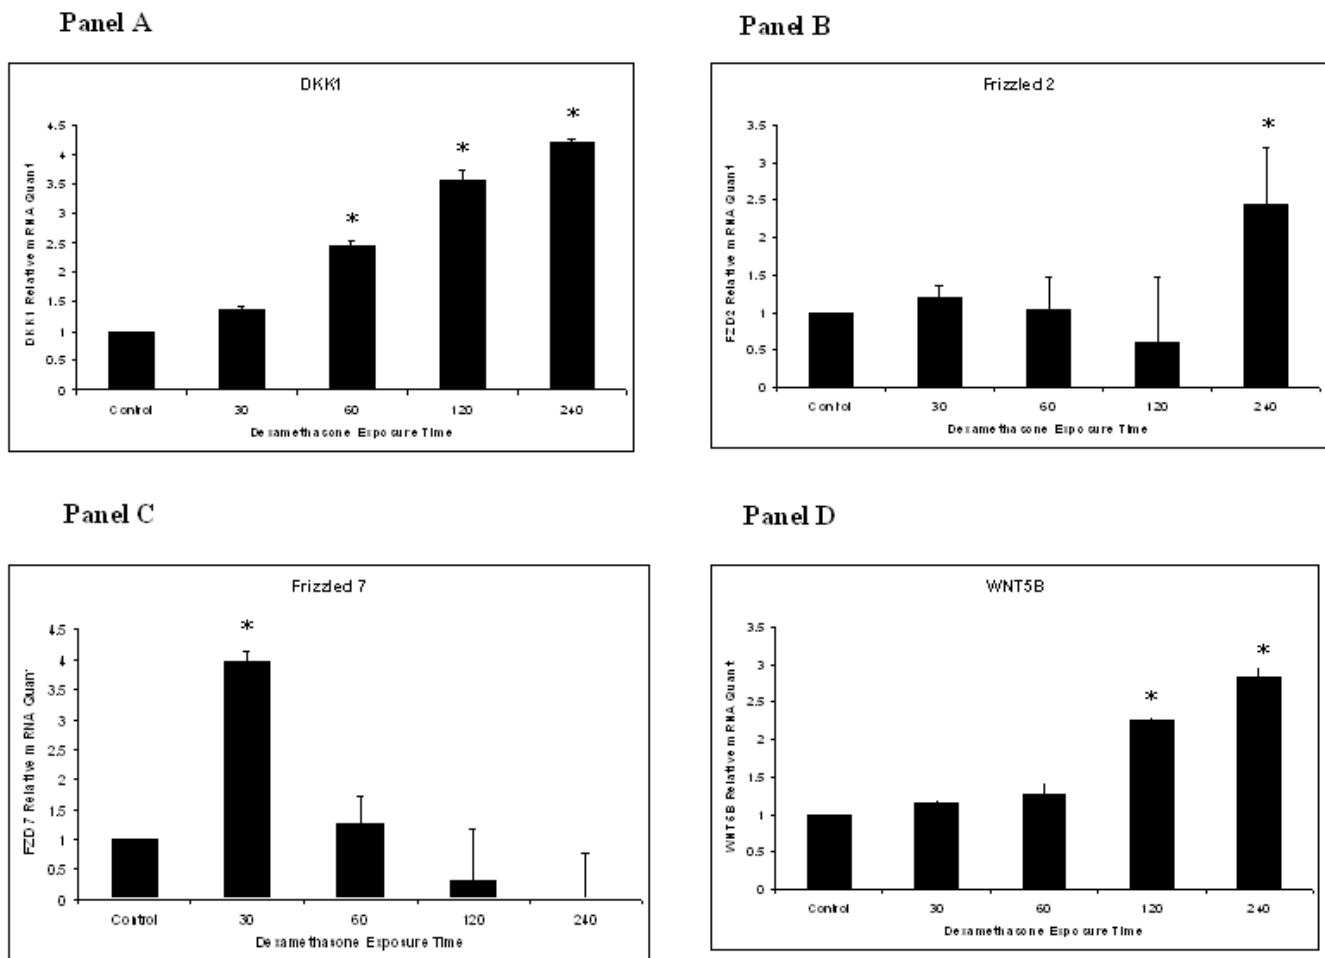 Panel A
DKK1
DKK1 Relative mRNA Quant
4.5
4
3.5
3
2.5
2
1.5
1
0.5
0
*
*
*
Control 30 60 120 240
Dexamethasone Exposure Time
Panel B
Frizzled 2
FZD2 Relative mRNA Quant
3.5
3
2.5
2
1.5
1
0.5
0
*
Control 30 60 120 240
Dexamethasone Exposure Time
Panel C
Frizzled 7
FZD7 Relative mRNA Quant
4.5
4
3.5
3
2.5
2
1.5
1
0.5
0
*
Control 30 60 120 240
Dexamethasone Exposure Time
Panel D
WNT5B
WNT5B Relative mRNA Quant
3.5
3
2.5
2
1.5
1
0.5
0
*
*
Control 30 60 120 240
Dexamethasone Exposure Time